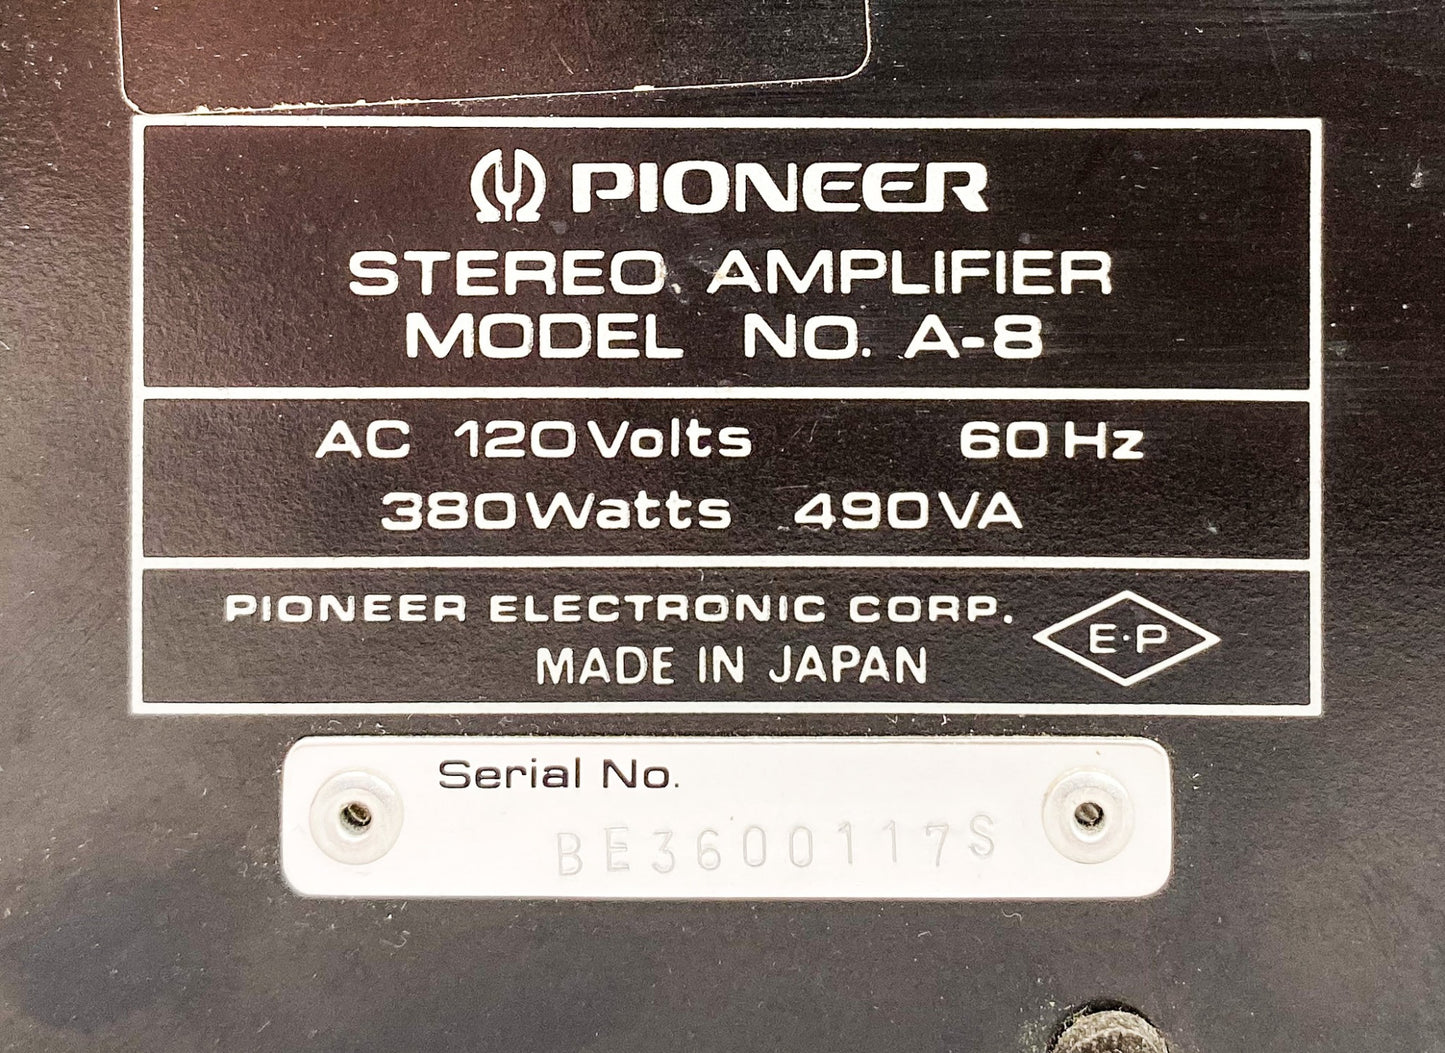 PIONEER
STEREO AMPLIFIER
MODEL NO. A-8
AC 120Volts 60Hz
380Watts 490VA
PIONEER ELECTRONIC CORP.
MADE IN JAPAN
E·P
Serial No.
BE3600117S